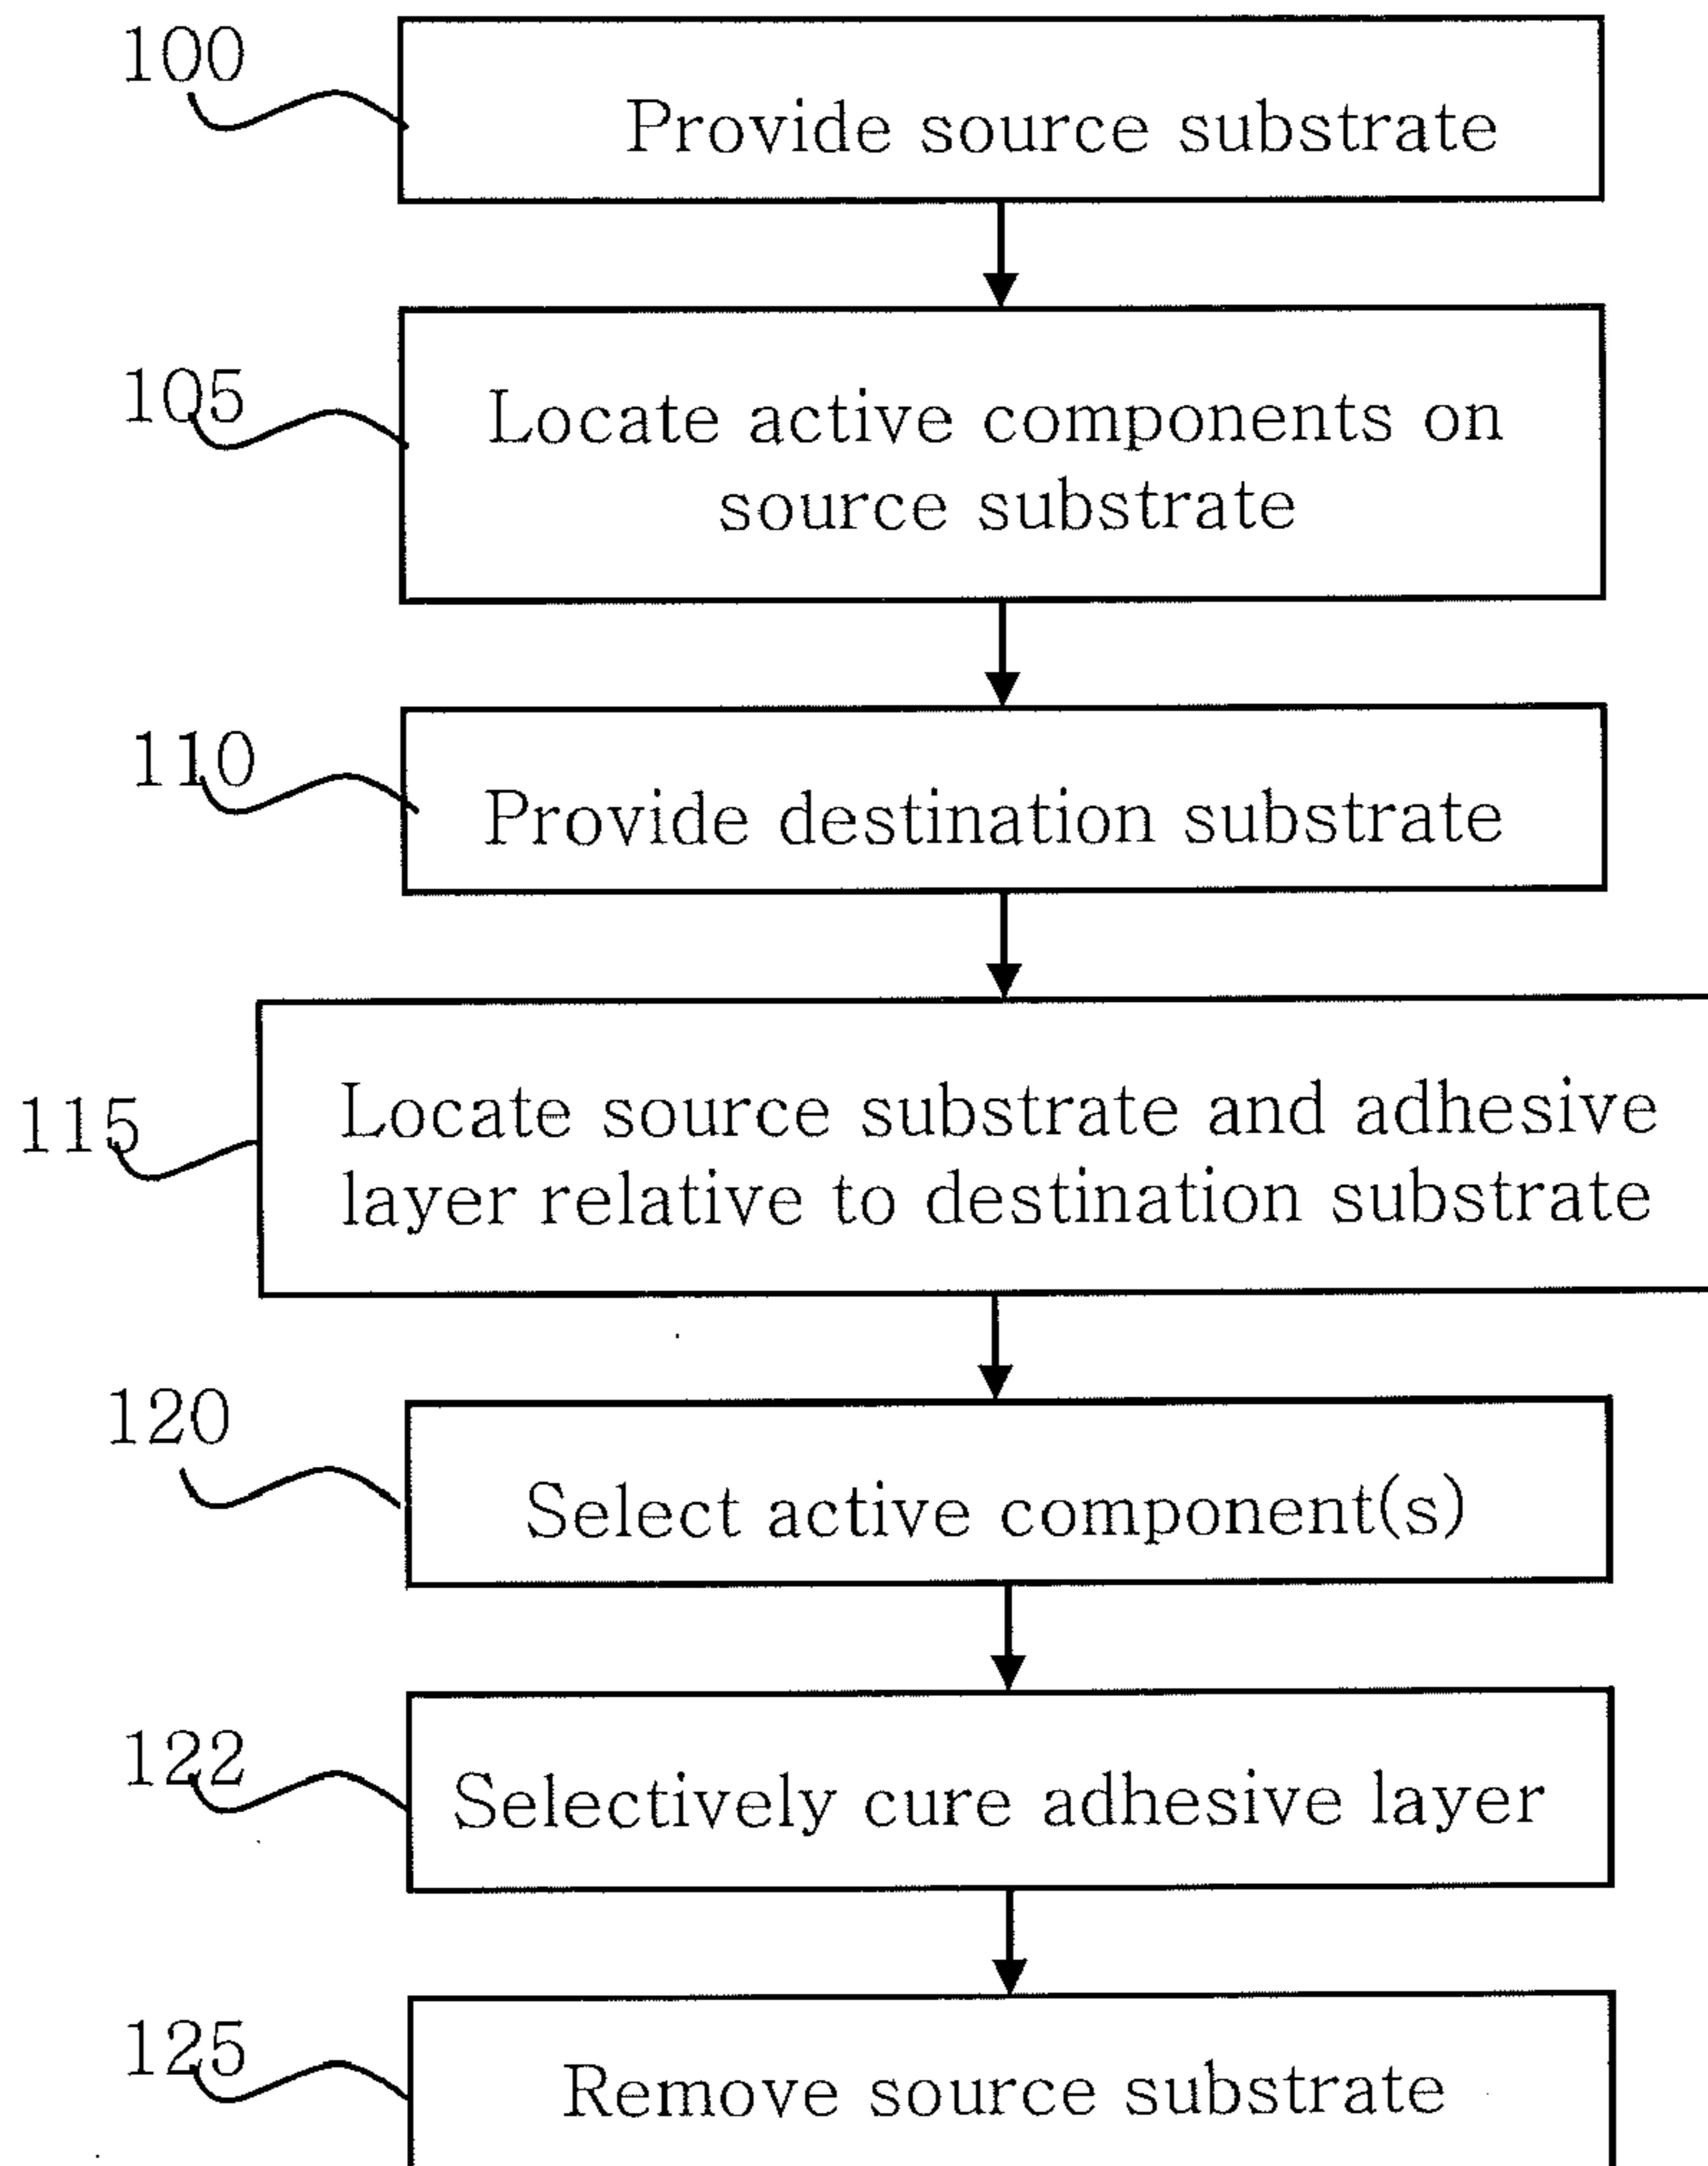 100
Provide source substrate
105
Locate active components on
source substrate
110
Provide destination substrate
115
Locate source substrate and adhesive
layer relative to destination substrate
120
Select active component(s)
122
Selectively cure adhesive layer
125
Remove source substrate